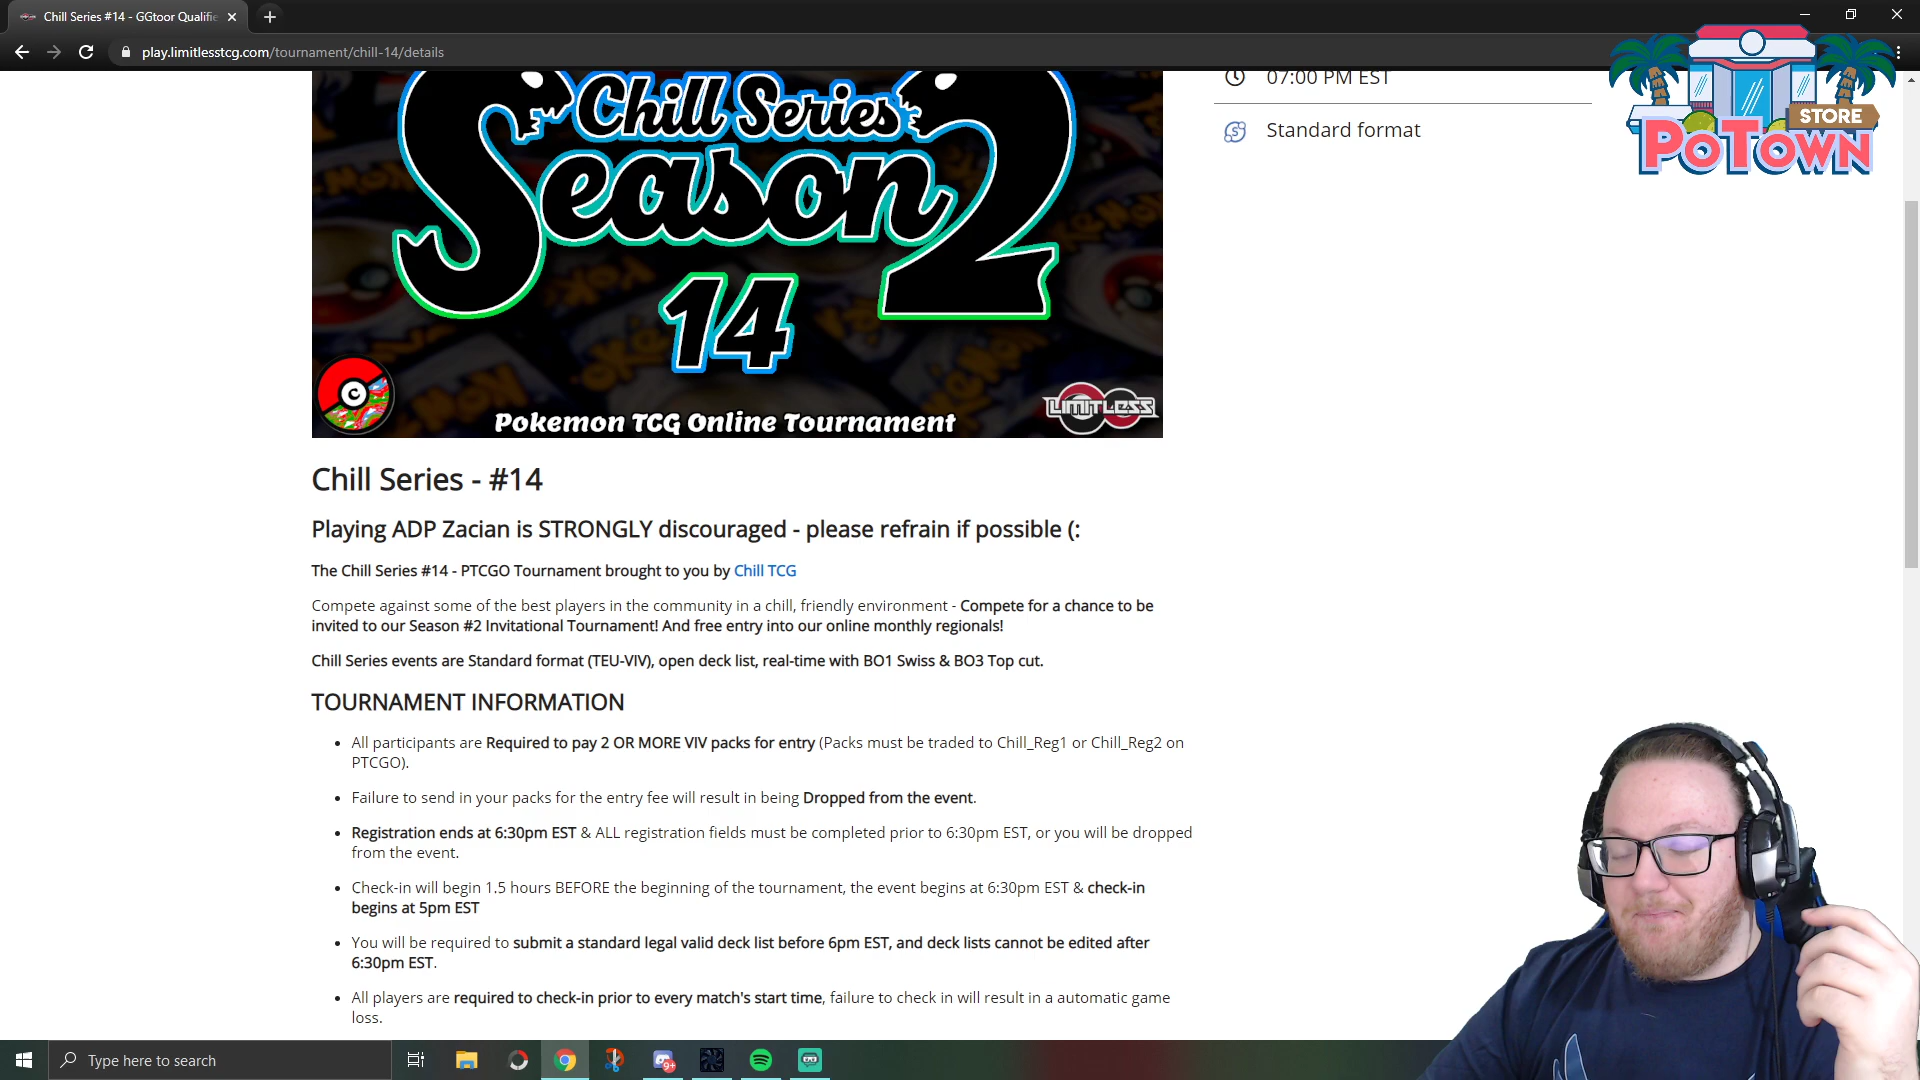 Chill Series #14 - GGtoor Qualifie
play.limitlesstcg.com/tournament/chill-14/details
Chill Series
Season 2
14
Pokemon TCG Online Tournament
LIMITLESS
C
07:00 PM EST
Standard format
STORE
POTOWN
Chill Series - #14
Playing ADP Zacian is STRONGLY discouraged - please refrain if possible (:
The Chill Series #14 - PTCGO Tournament brought to you by Chill TCG
Compete against some of the best players in the community in a chill, friendly environment - Compete for a chance to be
invited to our Season #2 Invitational Tournament! And free entry into our online monthly regionals!
Chill Series events are Standard format (TEU-VIV), open deck list, real-time with BO1 Swiss & BO3 Top cut.
TOURNAMENT INFORMATION
• All participants are Required to pay 2 OR MORE VIV packs for entry (Packs must be traded to Chill_Reg1 or Chill_Reg2 on
PTCGO).
• Failure to send in your packs for the entry fee will result in being Dropped from the event.
• Registration ends at 6:30pm EST & ALL registration fields must be completed prior to 6:30pm EST, or you will be dropped
from the event.
• Check-in will begin 1.5 hours BEFORE the beginning of the tournament, the event begins at 6:30pm EST & check-in
begins at 5pm EST
• You will be required to submit a standard legal valid deck list before 6pm EST, and deck lists cannot be edited after
6:30pm EST.
• All players are required to check-in prior to every match's start time, failure to check in will result in a automatic game
loss.
Type here to search
9+